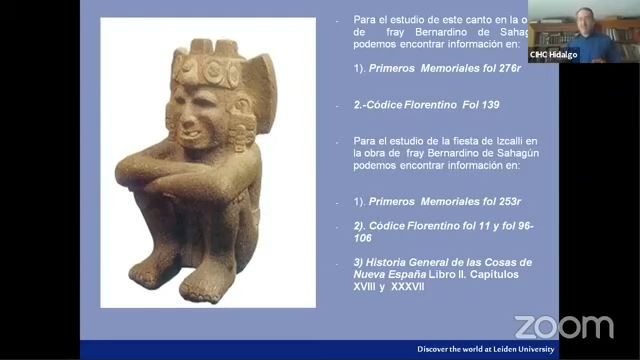 - Para el estudio de este canto en la
de fray Bernardino de
podemos encontrar información en:
1). Primeros Memoriales fol 276r
- 2.-Códice Florentino Fol 139
- Para el estudio de la fiesta de Izcalli en
la obra de fray Bernardino de Sahagún
podemos encontrar información en:
- 1). Primeros Memoriales fol 253r
- 2). Códice Florentino fol 11 y fol 96-
106
- 3) Historia General de las Cosas de
Nueva España Libro II. Capítulos
XVIII y XXXVII
CIHC Hidalgo
zoom
Discover the world at Leiden University